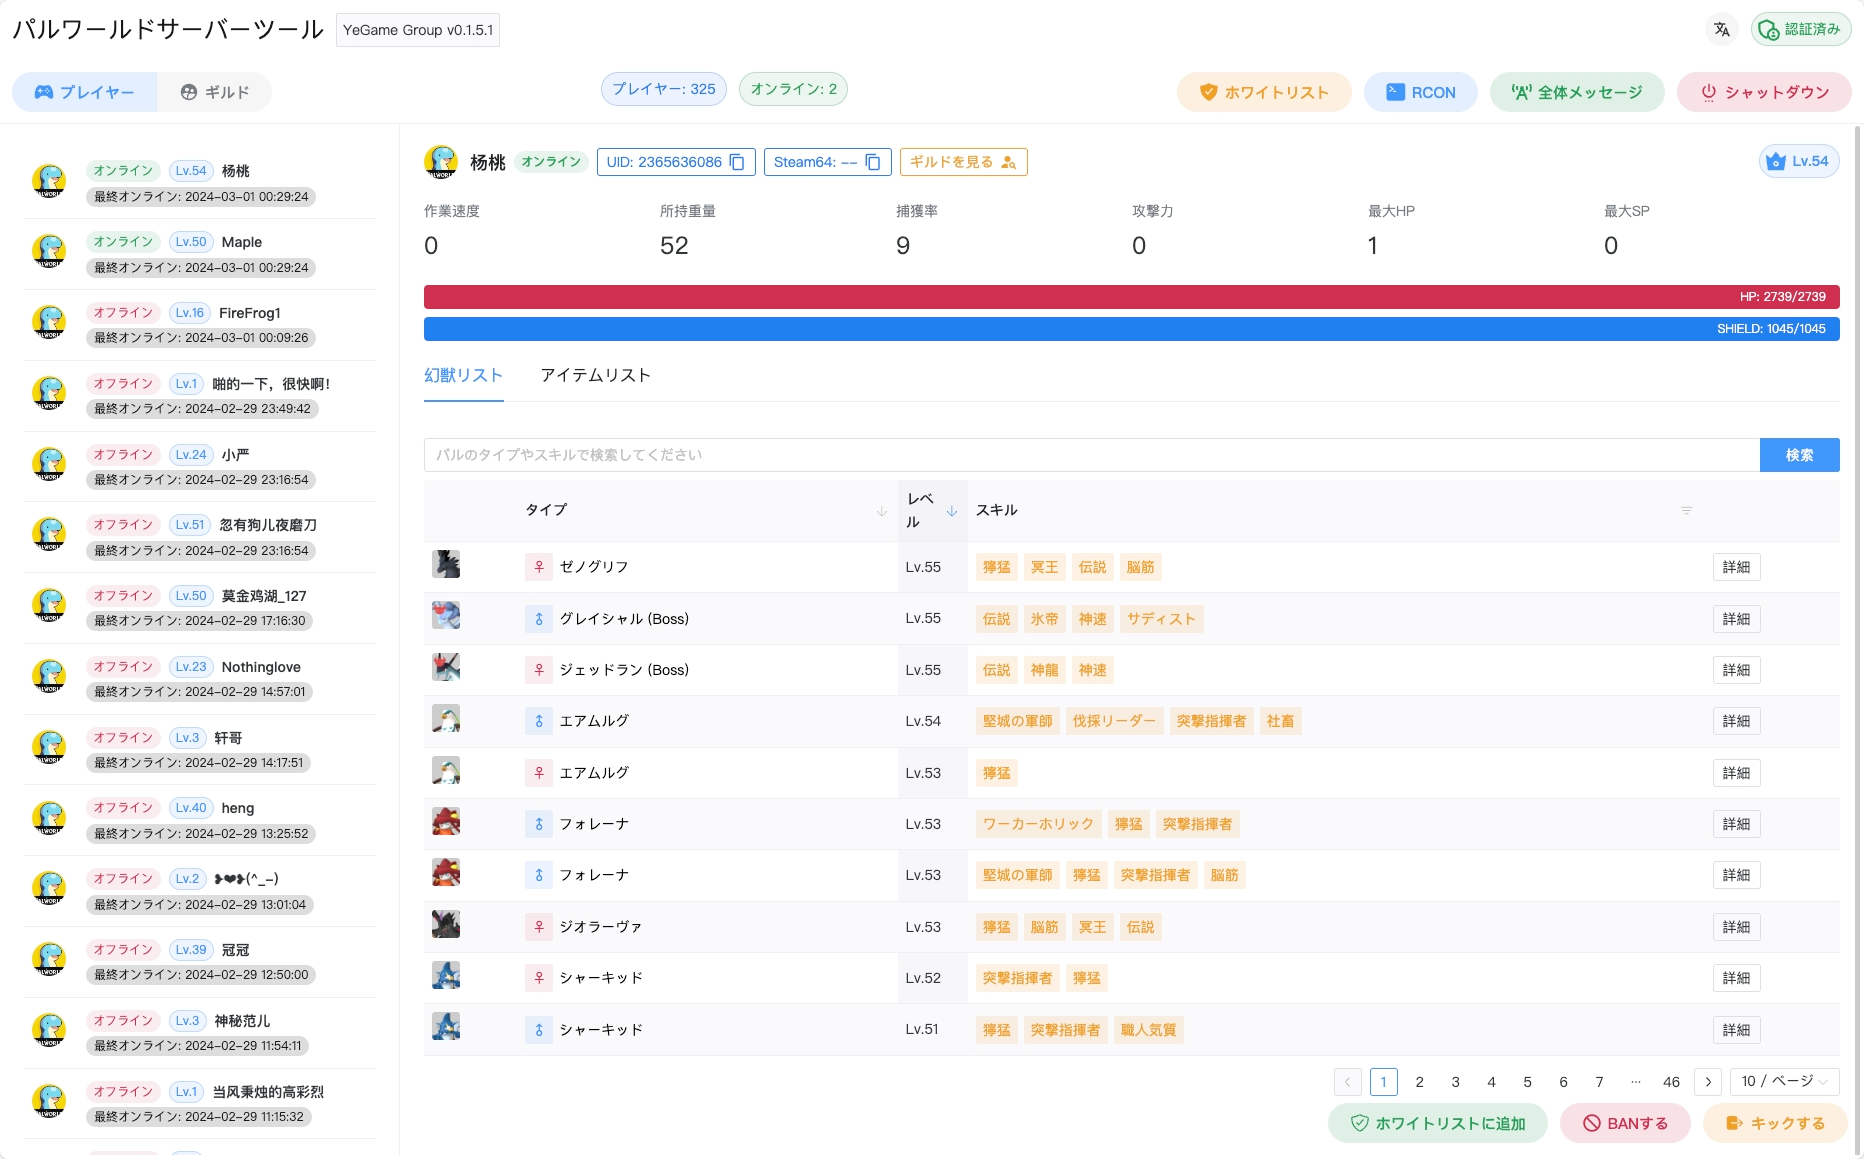 パルワールドサーバーツール YeGame Group v0.1.5.1
認証済み
プレイヤー ギルド プレイヤー: 325 オンライン: 2 ホワイトリスト RCON 全体メッセージ シャットダウン
オンライン Lv.54 杨桃
最終オンライン: 2024-03-01 00:29:24
オンライン Lv.50 Maple
最終オンライン: 2024-03-01 00:29:24
オフライン Lv.16 FireFrog1
最終オンライン: 2024-03-01 00:09:26
オフライン Lv.1 啪的一下，很快啊!
最終オンライン: 2024-02-29 23:49:42
オフライン Lv.24 小严
最終オンライン: 2024-02-29 23:16:54
オフライン Lv.51 忽有狗儿夜磨刀
最終オンライン: 2024-02-29 23:16:54
オフライン Lv.50 莫金鸡湖_127
最終オンライン: 2024-02-29 17:16:30
オフライン Lv.23 Nothinglove
最終オンライン: 2024-02-29 14:57:01
オフライン Lv.3 轩哥
最終オンライン: 2024-02-29 14:17:51
オフライン Lv.40 heng
最終オンライン: 2024-02-29 13:25:52
オフライン Lv.2 ❥❤❥(^_-)
最終オンライン: 2024-02-29 13:01:04
オフライン Lv.39 冠冠
最終オンライン: 2024-02-29 12:50:00
オフライン Lv.3 神秘范儿
最終オンライン: 2024-02-29 11:54:11
オフライン Lv.1 当风秉烛的高彩烈
最終オンライン: 2024-02-29 11:15:32
杨桃 オンライン UID: 2365636086 Steam64: -- ギルドを見る Lv.54
作業速度 所持重量 捕獲率 攻撃力 最大HP 最大SP
0 52 9 0 1 0
HP: 2739/2739
SHIELD: 1045/1045
幻獣リスト アイテムリスト
パルのタイプやスキルで検索してください 検索
タイプ レベル スキル
♀ ゼノグリフ Lv.55 獰猛 冥王 伝説 脳筋 詳細
♂ グレイシャル (Boss) Lv.55 伝説 氷帝 神速 サディスト 詳細
♀ ジェッドラン (Boss) Lv.55 伝説 神龍 神速 詳細
♂ エアムルグ Lv.54 堅城の軍師 伐採リーダー 突撃指揮者 社畜 詳細
♀ エアムルグ Lv.53 獰猛 詳細
♂ フォレーナ Lv.53 ワーカーホリック 獰猛 突撃指揮者 詳細
♂ フォレーナ Lv.53 堅城の軍師 獰猛 突撃指揮者 脳筋 詳細
♀ ジオラーヴァ Lv.53 獰猛 脳筋 冥王 伝説 詳細
♀ シャーキッド Lv.52 突撃指揮者 獰猛 詳細
♂ シャーキッド Lv.51 獰猛 突撃指揮者 職人気質 詳細
1 2 3 4 5 6 7 ... 46 10 / ページ
ホワイトリストに追加 BANする キックする